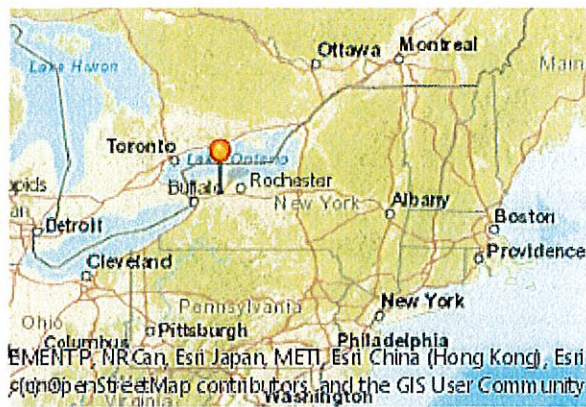 Ottawa
Montreal
Main
Lake Huron
Toronto
Lake Ontario
Rochester
Buffalo
New York
Albany
Boston
Detroit
Providence
Cleveland
Pennsylvania
New York
Ohio
Pittsburgh
Columbus
Philadelphia
EMENT P, NRCan, Esri Japan, METI, Esri China (Hong Kong), Esri
OpenStreetMap contributors, and the GIS User Community
Washington